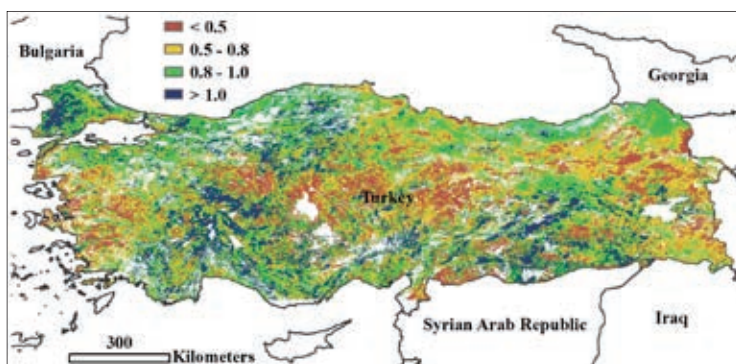 Bulgaria
< 0.5
0.5 - 0.8
0.8 - 1.0
> 1.0
Georgia
Turkey
Syrian Arab Republic
Iraq
300
Kilometers